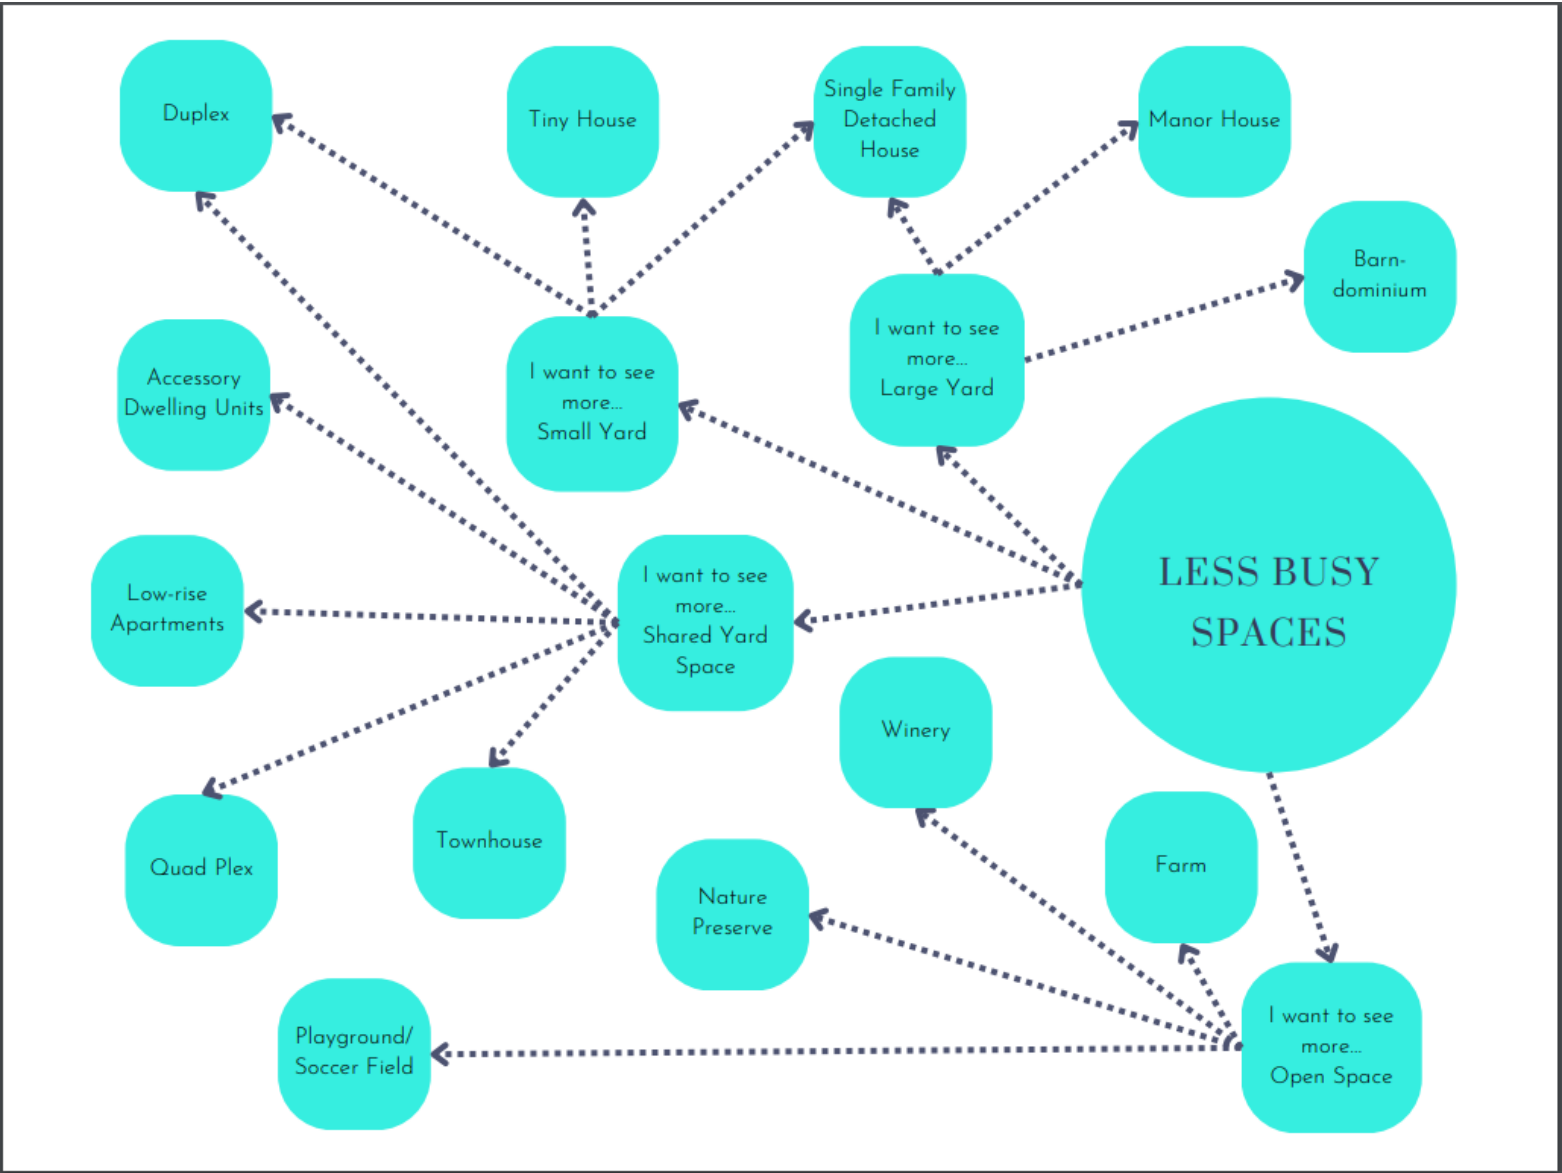 Duplex
Tiny House
Single Family
Detached
House
Manor House
Barn-
dominium
I want to see
more...
Large Yard
I want to see
more...
Small Yard
Accessory
Dwelling Units
LESS BUSY
SPACES
I want to see
more...
Shared Yard
Space
Low-rise
Apartments
Winery
Townhouse
Quad Plex
Farm
Nature
Preserve
I want to see
more...
Open Space
Playground/
Soccer Field